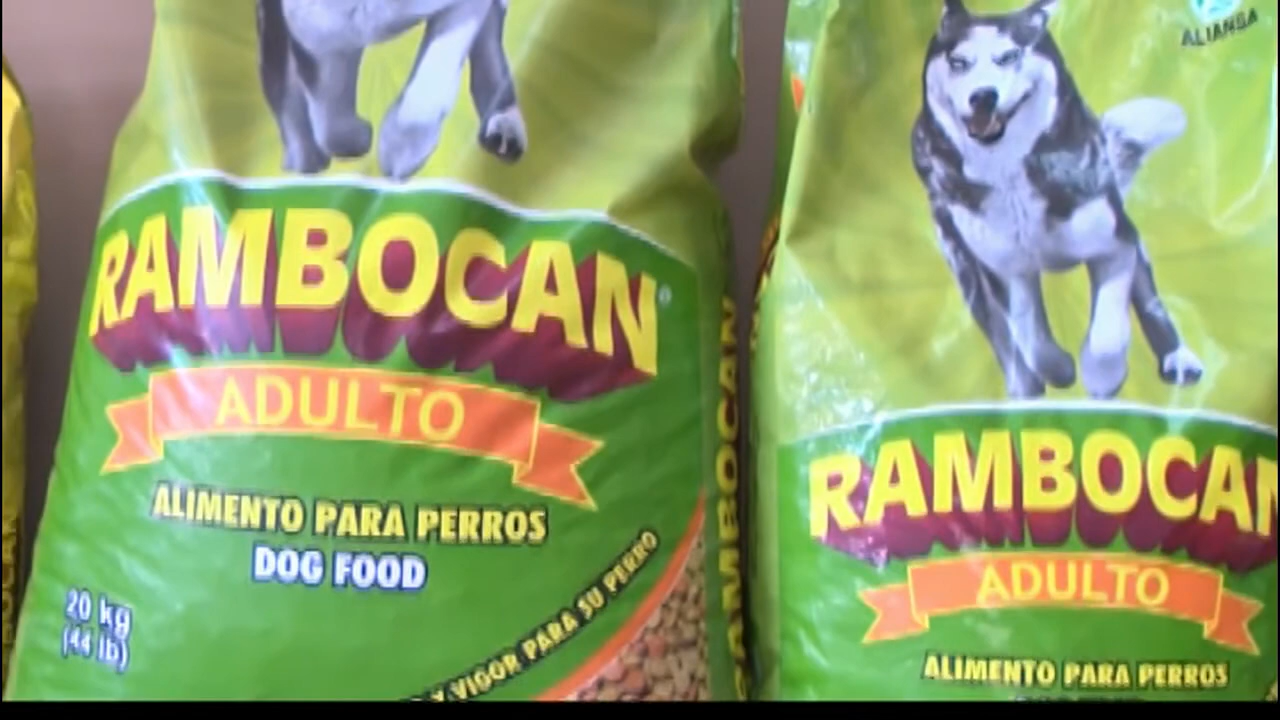 RAMBOCAN®
ADULTO
ALIMENTO PARA PERROS
DOG FOOD
20 kg
(44 lb)
Y VIGOR PARA SU PERRO
RAMBOCAN
ALIANSA
RAMBOCAN
ADULTO
ALIMENTO PARA PERROS